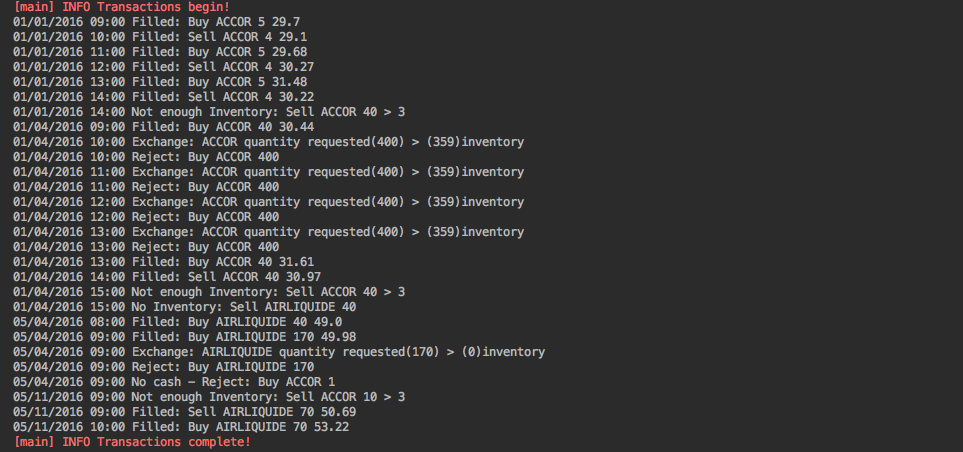 [main] INFO Transactions begin!
01/01/2016 09:00 Filled: Buy ACCOR 5 29.7
01/01/2016 10:00 Filled: Sell ACCOR 4 29.1
01/01/2016 11:00 Filled: Buy ACCOR 5 29.68
01/01/2016 12:00 Filled: Sell ACCOR 4 30.27
01/01/2016 13:00 Filled: Buy ACCOR 5 31.48
01/01/2016 14:00 Filled: Sell ACCOR 4 30.22
01/01/2016 14:00 Not enough Inventory: Sell ACCOR 40 > 3
01/04/2016 09:00 Filled: Buy ACCOR 40 30.44
01/04/2016 10:00 Exchange: ACCOR quantity requested(400) > (359)inventory
01/04/2016 10:00 Reject: Buy ACCOR 400
01/04/2016 11:00 Exchange: ACCOR quantity requested(400) > (359)inventory
01/04/2016 11:00 Reject: Buy ACCOR 400
01/04/2016 12:00 Exchange: ACCOR quantity requested(400) > (359)inventory
01/04/2016 12:00 Reject: Buy ACCOR 400
01/04/2016 13:00 Exchange: ACCOR quantity requested(400) > (359)inventory
01/04/2016 13:00 Reject: Buy ACCOR 400
01/04/2016 13:00 Filled: Buy ACCOR 40 31.61
01/04/2016 14:00 Filled: Sell ACCOR 40 30.97
01/04/2016 15:00 Not enough Inventory: Sell ACCOR 40 > 3
01/04/2016 15:00 No Inventory: Sell AIRLIQUIDE 40
05/04/2016 08:00 Filled: Buy AIRLIQUIDE 40 49.0
05/04/2016 09:00 Filled: Buy AIRLIQUIDE 170 49.98
05/04/2016 09:00 Exchange: AIRLIQUIDE quantity requested(170) > (0)inventory
05/04/2016 09:00 Reject: Buy AIRLIQUIDE 170
05/04/2016 09:00 No cash – Reject: Buy ACCOR 1
05/11/2016 09:00 Not enough Inventory: Sell ACCOR 10 > 3
05/11/2016 09:00 Filled: Sell AIRLIQUIDE 70 50.69
05/11/2016 10:00 Filled: Buy AIRLIQUIDE 70 53.22
[main] INFO Transactions complete!